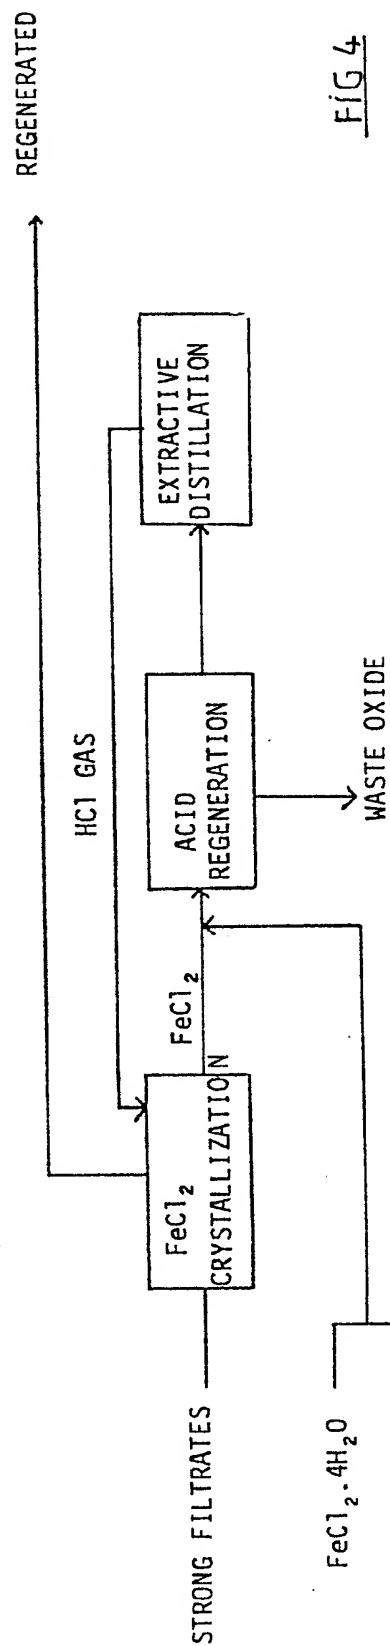 REGENERATED
HCl GAS
STRONG FILTRATES
FeCl₂
CRYSTALLIZATION
FeCl₂
ACID
REGENERATION
EXTRACTIVE
DISTILLATION
FeCl₂.4H₂O
WASTE OXIDE
FIG 4